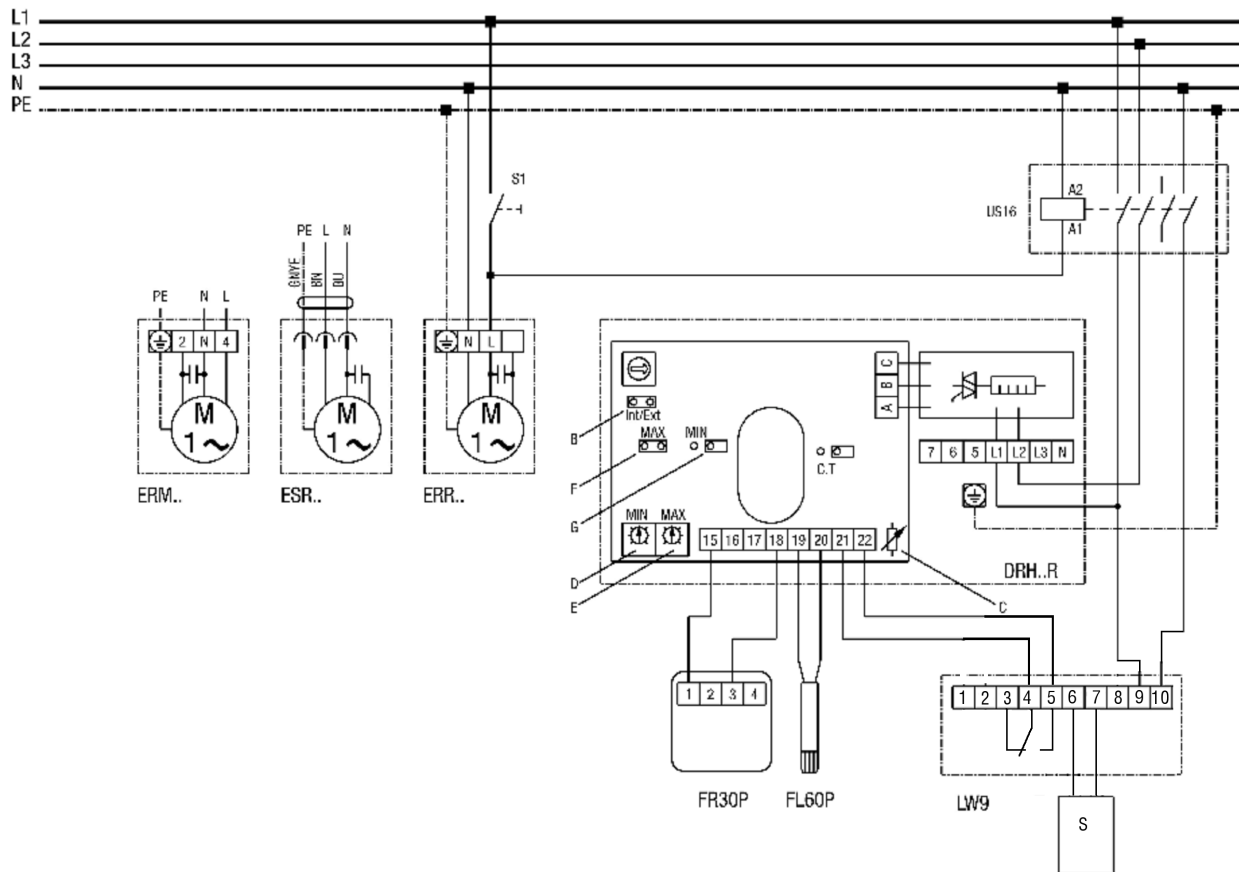 L1
L2
L3
N
PE
S1
A2
US16
A1
PE L N
GN/YE BN BU
PE N L
2 N 4
N L
M
1
M
1
M
1
ERM..
ESR..
ERR..
Int/Ext
MAX MIN
C.T
B
F
G
MIN MAX
D
E
15 16 17 18 19 20 21 22
C
B
A
7 6 5 L1 L2 L3 N
DRH..R
C
1 2 3 4
FR30P
FL60P
1 2 3 4 5 6 7 8 9 10
LW9
S